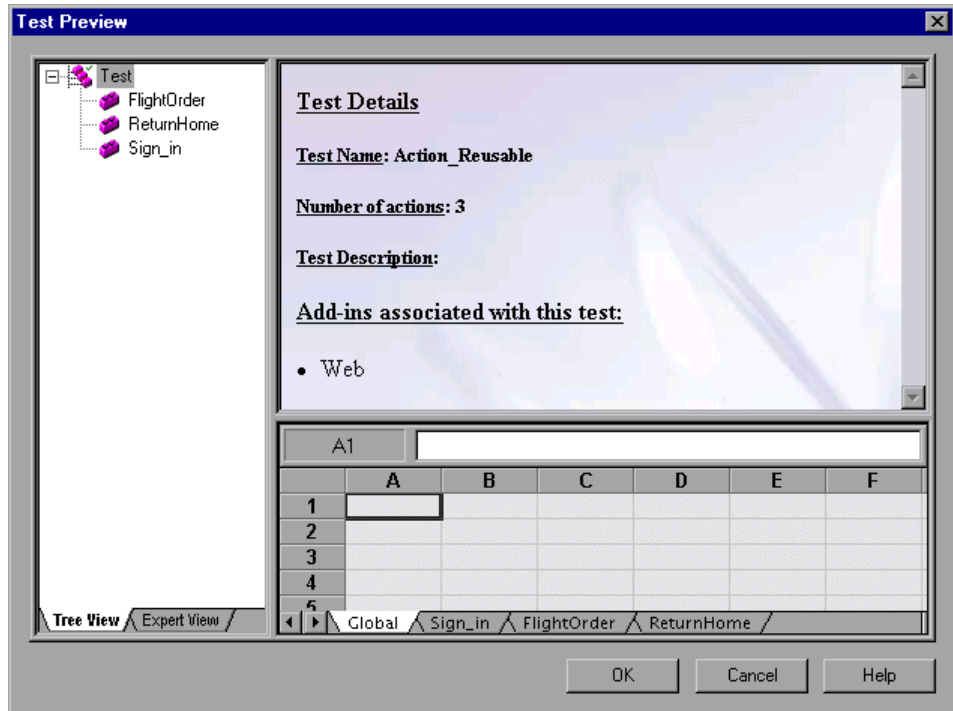 Test Preview
Test
FlightOrder
ReturnHome
Sign_in
Tree View
Expert View
Test Details
Test Name: Action_Reusable
Number of actions: 3
Test Description:
Add-ins associated with this test:
• Web
A1
A B C D E F
1
2
3
4
5
Global Sign_in FlightOrder ReturnHome
OK Cancel Help